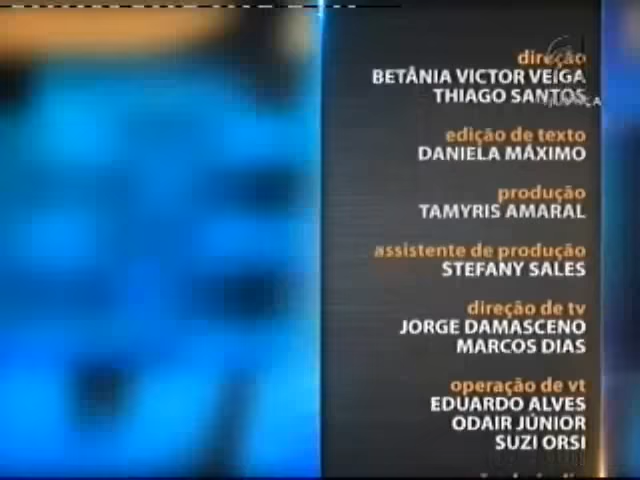 direção
BETÂNIA VICTOR VEIGA
THIAGO SANTOS
edição de texto
DANIELA MÁXIMO
produção
TAMYRIS AMARAL
assistente de produção
STEFANY SALES
direção de tv
JORGE DAMASCENO
MARCOS DIAS
operação de vt
EDUARDO ALVES
ODAIR JÚNIOR
SUZI ORSI